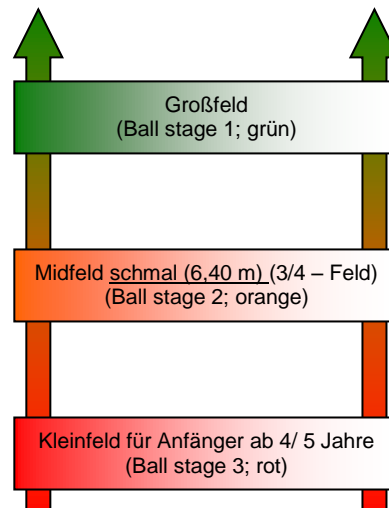 Großfeld
(Ball stage 1; grün)
Midfeld schmal (6,40 m) (3/4 – Feld)
(Ball stage 2; orange)
Kleinfeld für Anfänger ab 4/ 5 Jahre
(Ball stage 3; rot)